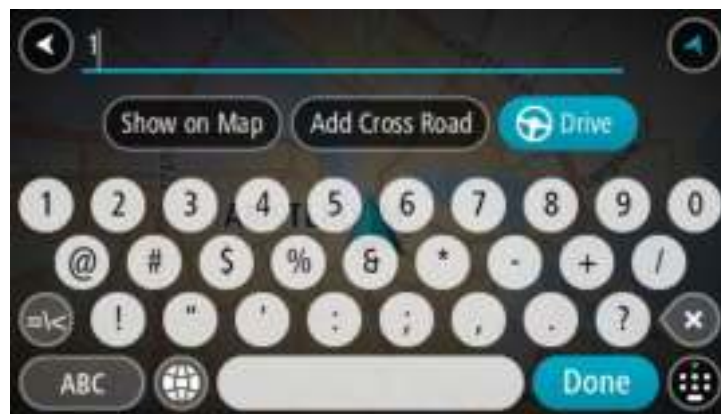 1
Show on Map Add Cross Road Drive
1 2 3 4 5 6 7 8 9 0
@ # $ % & * - + /
=\< ! " ' : ; , . ?
ABC Done